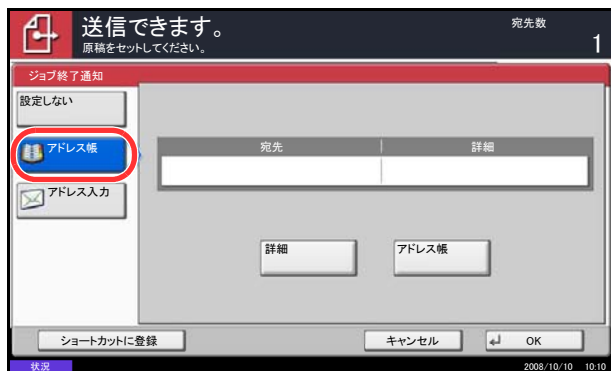 送信できます。
原稿をセットしてください。
宛先数
1
ジョブ終了通知
設定しない
アドレス帳
アドレス入力
宛先 詳細
詳細 アドレス帳
ショートカットに登録 キャンセル OK
状況 2008/10/10 10:10